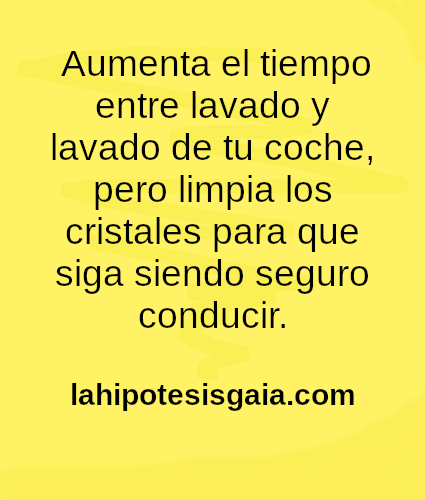 Aumenta el tiempo
entre lavado y
lavado de tu coche,
pero limpia los
cristales para que
siga siendo seguro
conducir.
lahipotesisgaia.com